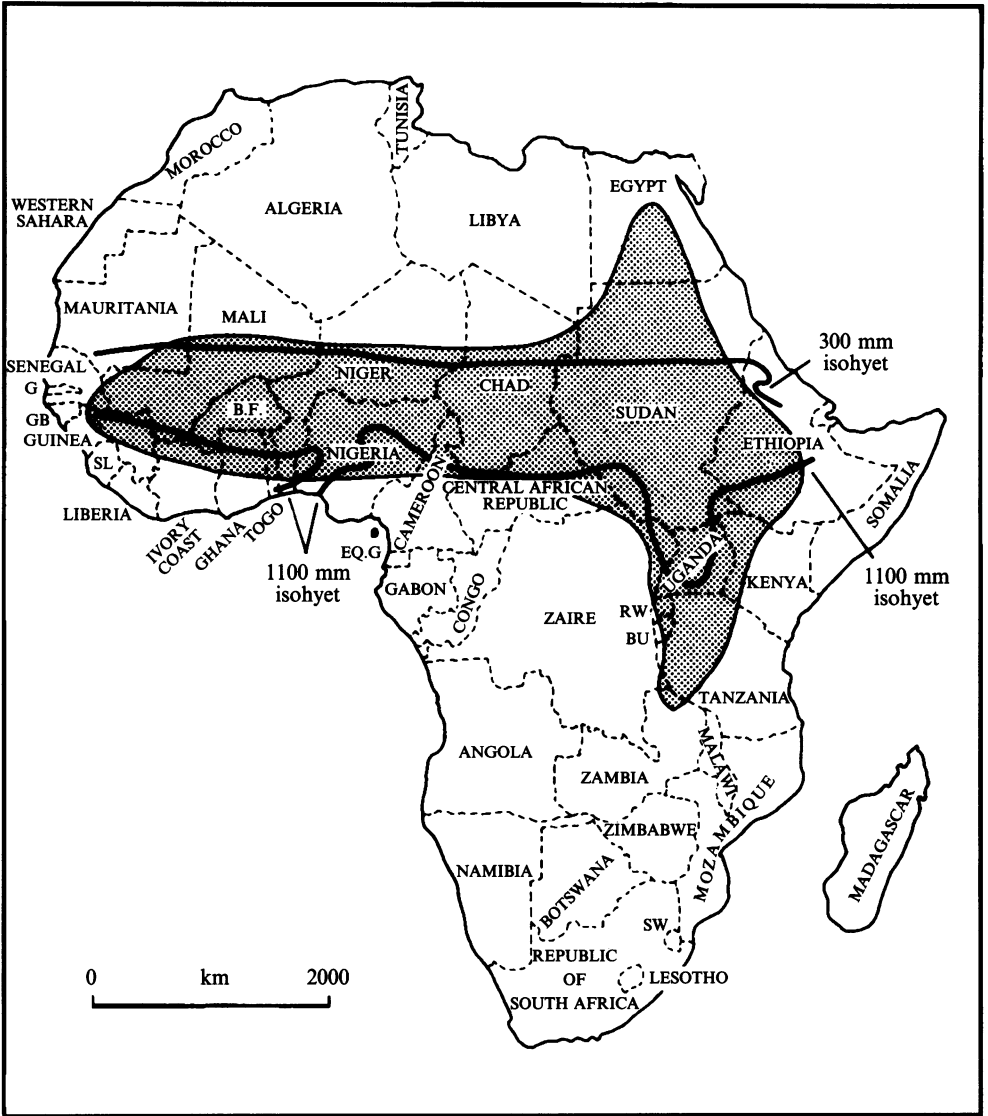 TUNISIA
MOROCCO
WESTERN
SAHARA
ALGERIA
LIBYA
EGYPT
MAURITANIA
MALI
300 mm
isohyet
SENEGAL
G
NIGER
CHAD
B.F.
SUDAN
GB
GUINEA
NIGERIA
ETHIOPIA
SL
CAMEROON
CENTRAL AFRICAN
REPUBLIC
SOMALIA
LIBERIA
IVORY
COAST
GHANA
TOGO
EQ.G
UGANDA
1100 mm
isohyet
GABON
CONGO
KENYA
1100 mm
isohyet
ZAIRE
RW
BU
TANZANIA
ANGOLA
ZAMBIA
MALAWI
MOZAMBIQUE
ZIMBABWE
MADAGASCAR
NAMIBIA
BOTSWANA
SW
REPUBLIC
OF
SOUTH AFRICA
LESOTHO
0 km 2000